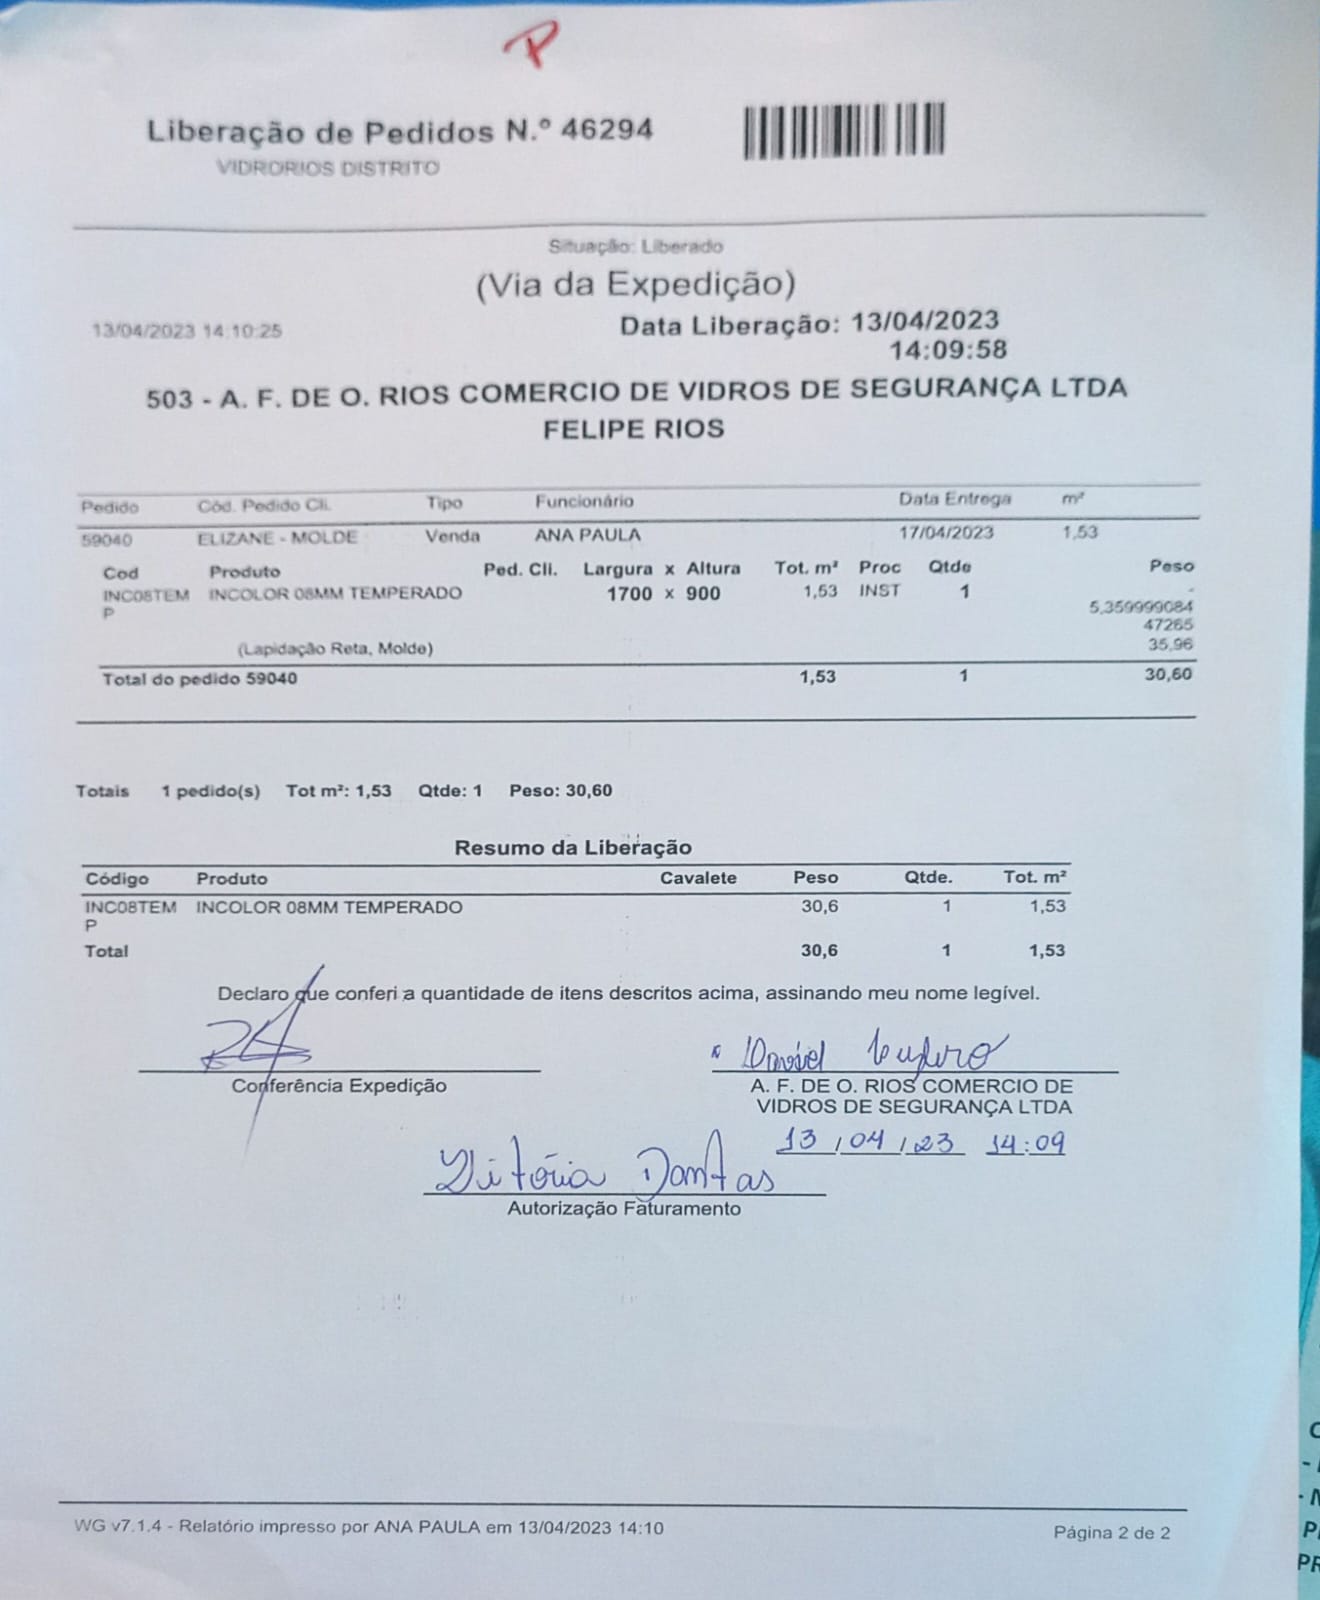 P
Liberação de Pedidos N.º 46294
VIDRORIOS DISTRITO
Situação: Liberado
(Via da Expedição)
13/04/2023 14:10:25
Data Liberação: 13/04/2023
14:09:58
503 - A. F. DE O. RIOS COMERCIO DE VIDROS DE SEGURANÇA LTDA
FELIPE RIOS
Pedido Cód. Pedido Cli. Tipo Funcionário Data Entrega m²
59040 ELIZANE - MOLDE Venda ANA PAULA 17/04/2023 1,53
Cod Produto Ped. Cli. Largura x Altura Tot. m² Proc Qtde Peso
INC08TEM INCOLOR 08MM TEMPERADO 1700 x 900 1,53 INST 1 -
P 5,359999084
47265
(Lapidação Reta, Molde) 35,96
Total do pedido 59040 1,53 1 30,60
Totais 1 pedido(s) Tot m²: 1,53 Qtde: 1 Peso: 30,60
Resumo da Liberação
Código Produto Cavalete Peso Qtde. Tot. m²
INC08TEM INCOLOR 08MM TEMPERADO 30,6 1 1,53
P
Total 30,6 1 1,53
Declaro que conferi a quantidade de itens descritos acima, assinando meu nome legível.
Conferência Expedição
A. F. DE O. RIOS COMERCIO DE
VIDROS DE SEGURANÇA LTDA
13/04/23 14:09
Vitória Dantas
Autorização Faturamento
WG v7.1.4 - Relatório impresso por ANA PAULA em 13/04/2023 14:10
Página 2 de 2